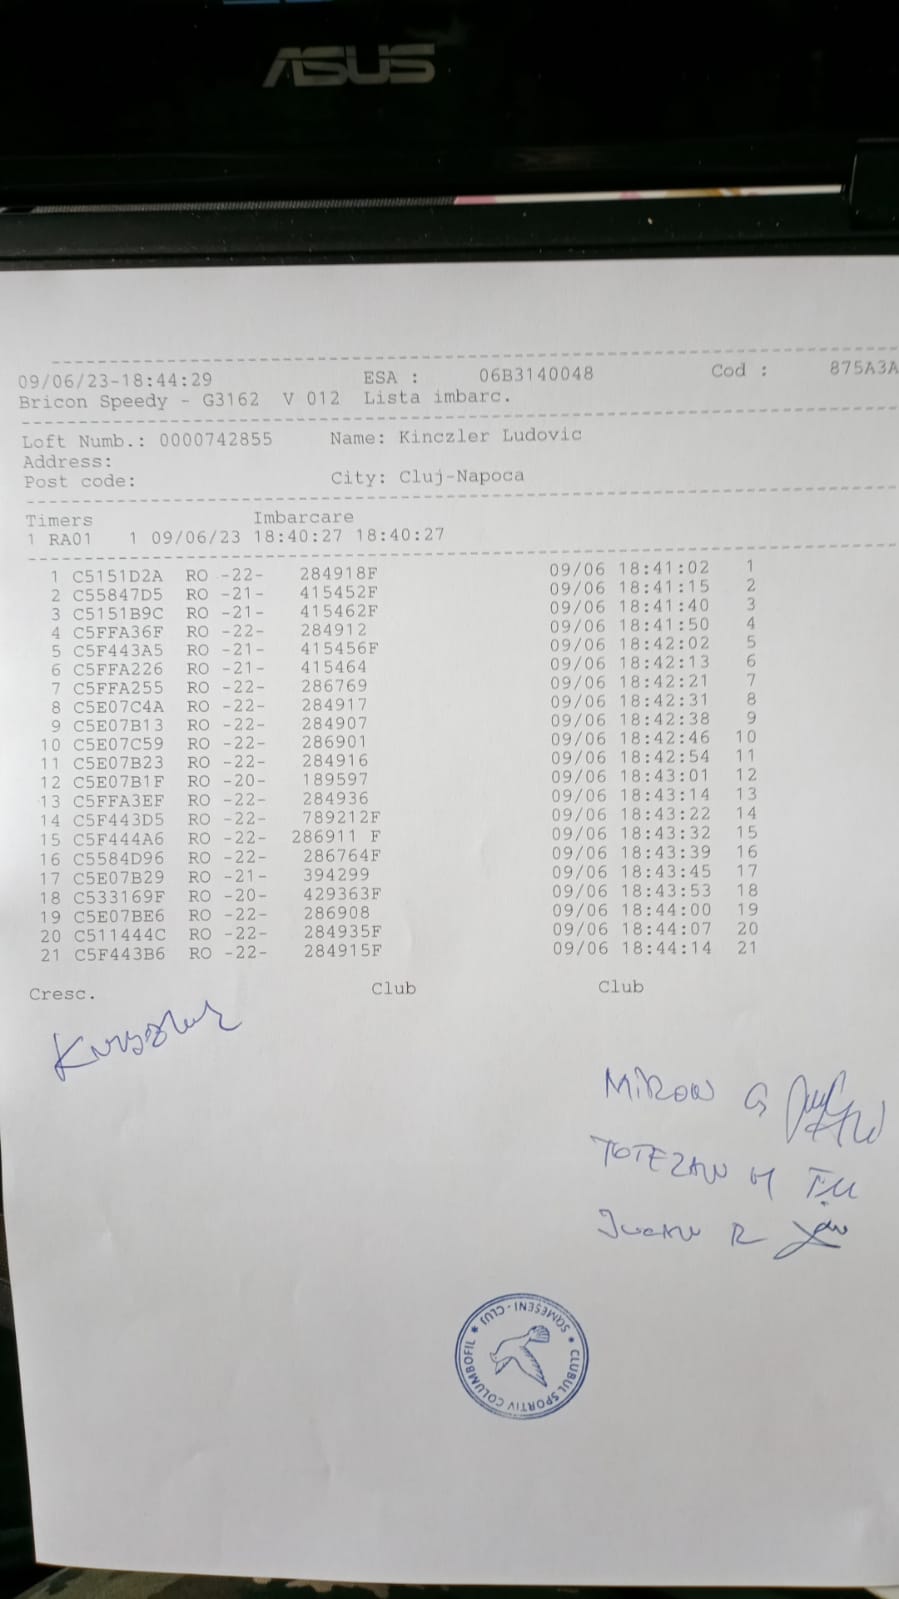 ASUS
09/06/23-18:44:29 ESA : 06B3140048 Cod : 875A3A
Bricon Speedy - G3162 V 012 Lista imbarc.
Loft Numb.: 0000742855 Name: Kinczler Ludovic
Address:
Post code: City: Cluj-Napoca
Timers Imbarcare
1 RA01 1 09/06/23 18:40:27 18:40:27
1 C5151D2A RO -22- 284918F 09/06 18:41:02 1
2 C55847D5 RO -21- 415452F 09/06 18:41:15 2
3 C5151B9C RO -21- 415462F 09/06 18:41:40 3
4 C5FFA36F RO -22- 284912 09/06 18:41:50 4
5 C5F443A5 RO -21- 415456F 09/06 18:42:02 5
6 C5FFA226 RO -21- 415464 09/06 18:42:13 6
7 C5FFA255 RO -22- 286769 09/06 18:42:21 7
8 C5E07C4A RO -22- 284917 09/06 18:42:31 8
9 C5E07B13 RO -22- 284907 09/06 18:42:38 9
10 C5E07C59 RO -22- 286901 09/06 18:42:46 10
11 C5E07B23 RO -22- 284916 09/06 18:42:54 11
12 C5E07B1F RO -20- 189597 09/06 18:43:01 12
13 C5FFA3EF RO -22- 284936 09/06 18:43:14 13
14 C5F443D5 RO -22- 789212F 09/06 18:43:22 14
15 C5F444A6 RO -22- 286911 F 09/06 18:43:32 15
16 C5584D96 RO -22- 286764F 09/06 18:43:39 16
17 C5E07B29 RO -21- 394299 09/06 18:43:45 17
18 C533169F RO -20- 429363F 09/06 18:43:53 18
19 C5E07BE6 RO -22- 286908 09/06 18:44:00 19
20 C511444C RO -22- 284935F 09/06 18:44:07 20
21 C5F443B6 RO -22- 284915F 09/06 18:44:14 21
Cresc. Club Club
MIRON G
TOTEZAN M T.M
R
CLUBUL SPORTIV COLUMBOFIL * SOMESENI - CLUJ *